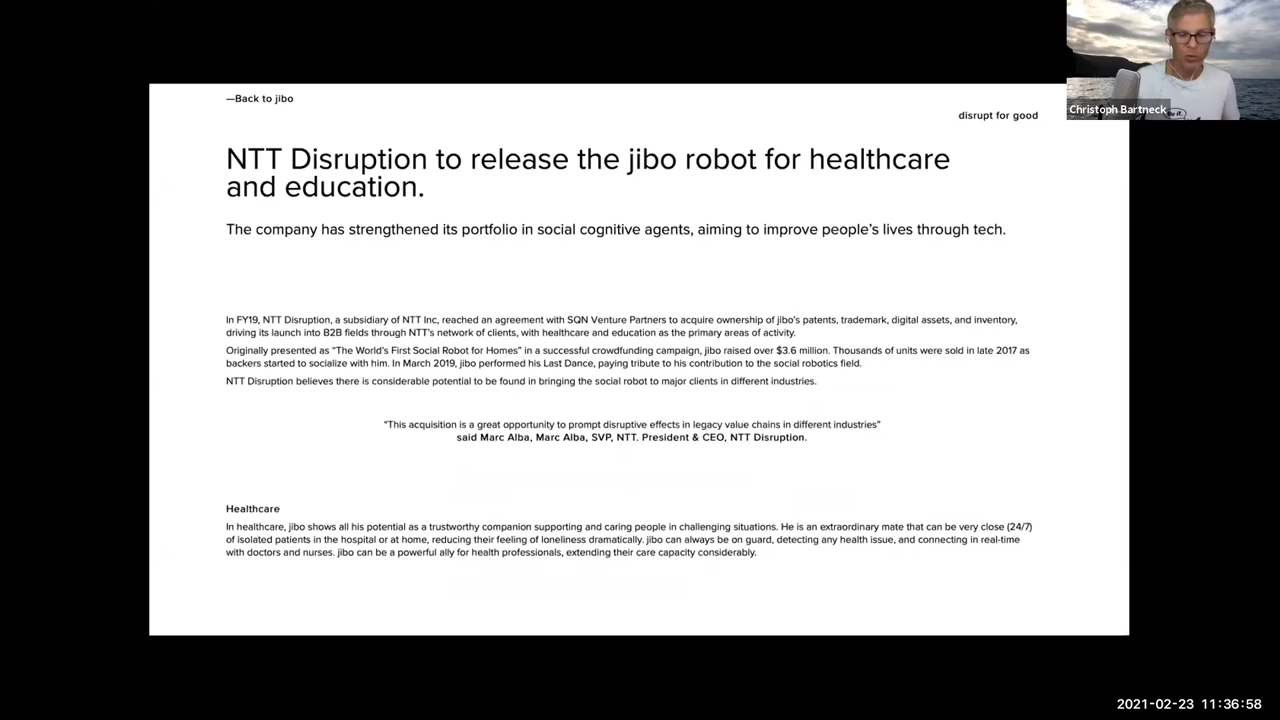 —Back to jibo
disrupt for good
NTT Disruption to release the jibo robot for healthcare
and education.
The company has strengthened its portfolio in social cognitive agents, aiming to improve people’s lives through tech.
In FY19, NTT Disruption, a subsidiary of NTT Inc, reached an agreement with SQN Venture Partners to acquire ownership of jibo’s patents, trademark, digital assets, and inventory,
driving its launch into B2B fields through NTT’s network of clients, with healthcare and education as the primary areas of activity.
Originally presented as “The World’s First Social Robot for Homes” in a successful crowdfunding campaign, jibo raised over $3.6 million. Thousands of units were sold in late 2017 as
backers started to socialize with him. In March 2019, jibo performed his Last Dance, paying tribute to his contribution to the social robotics field.
NTT Disruption believes there is considerable potential to be found in bringing the social robot to major clients in different industries.
“This acquisition is a great opportunity to prompt disruptive effects in legacy value chains in different industries”
said Marc Alba, Marc Alba, SVP, NTT. President & CEO, NTT Disruption.
Healthcare
In healthcare, jibo shows all his potential as a trustworthy companion supporting and caring people in challenging situations. He is an extraordinary mate that can be very close (24/7)
of isolated patients in the hospital or at home, reducing their feeling of loneliness dramatically. jibo can always be on guard, detecting any health issue, and connecting in real-time
with doctors and nurses. jibo can be a powerful ally for health professionals, extending their care capacity considerably.
Christoph Bartneck
2021-02-23 11:36:58